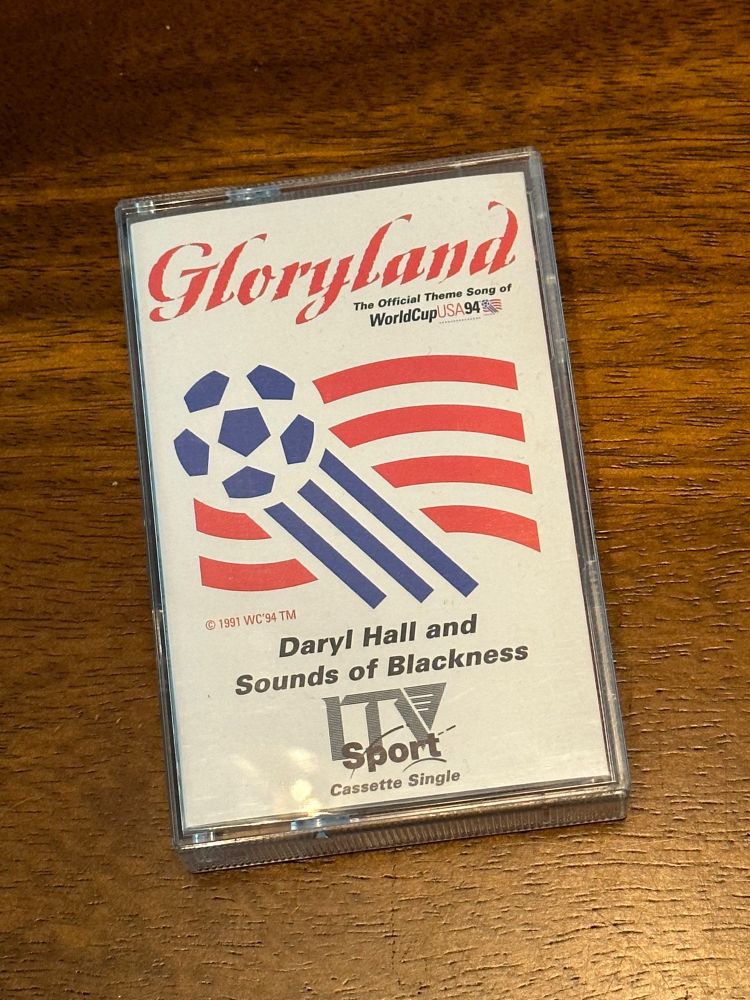 Gloryland
The Official Theme Song of
WorldCupUSA94
© 1991 WC'94 TM
Daryl Hall and
Sounds of Blackness
ITV
Sport
Cassette Single